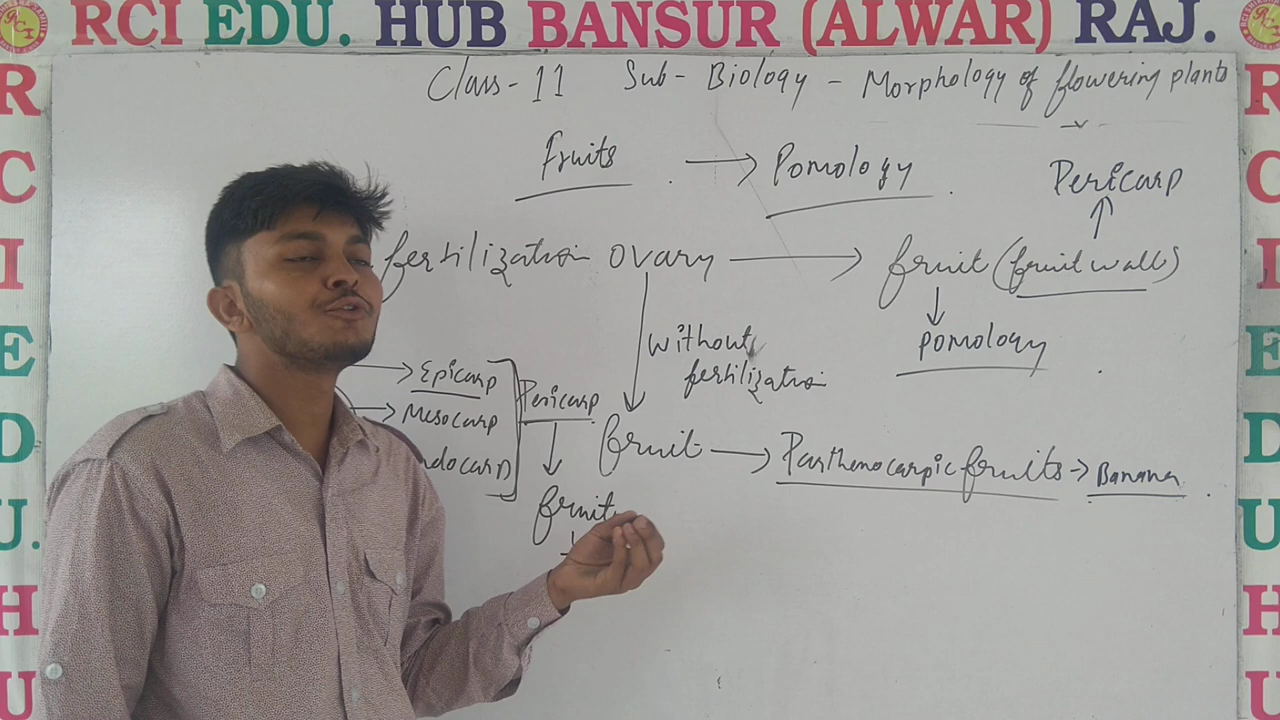 RCI EDU. HUB BANSUR (ALWAR) RAJ.
Class-11 Sub- Biology - Morphology of flowering plants
Fruits → Pomology
Pericarp
fertilization ovary → fruit (fruit wall)
without fertilization
pomology
→ Epicarp
→ Mesocarp
ndocarp
Pericarp
fruit → Parthenocarpic fruits → Banana
fruit
R
C
I
E
D
U.
H
U
R
C
I
E
D
U
H
U